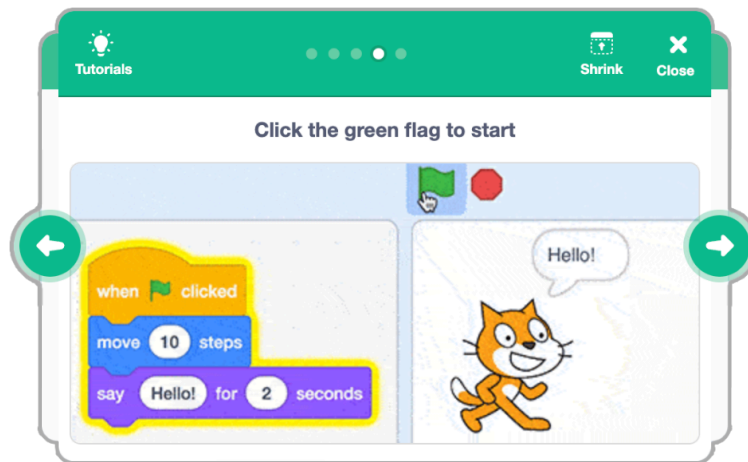 Tutorials
Shrink
Close
Click the green flag to start
when clicked
move 10 steps
say Hello! for 2 seconds
Hello!